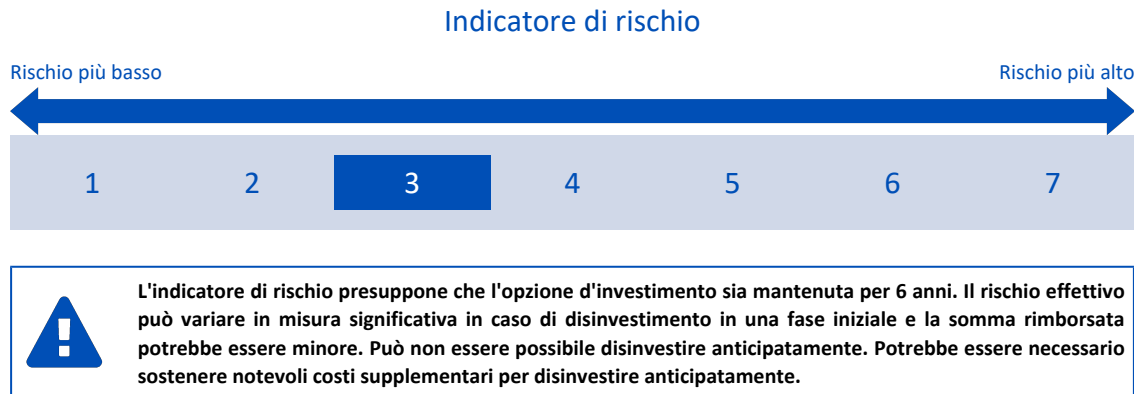 Indicatore di rischio
Rischio più basso
Rischio più alto
1 2 3 4 5 6 7
L'indicatore di rischio presuppone che l'opzione d'investimento sia mantenuta per 6 anni. Il rischio effettivo
può variare in misura significativa in caso di disinvestimento in una fase iniziale e la somma rimborsata
potrebbe essere minore. Può non essere possibile disinvestire anticipatamente. Potrebbe essere necessario
sostenere notevoli costi supplementari per disinvestire anticipatamente.